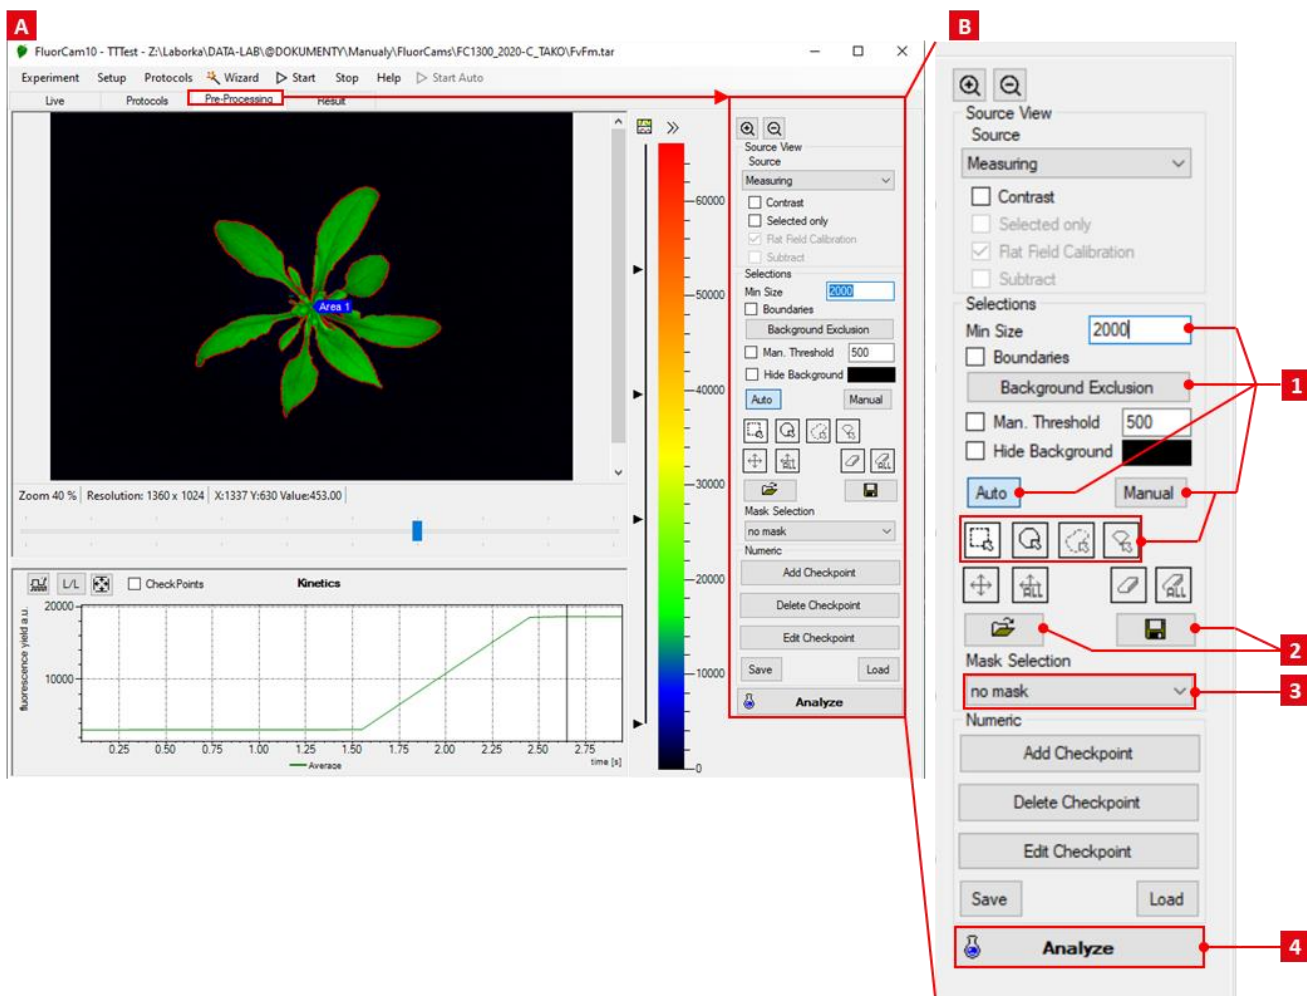 A
FluorCam10 - TTTest - Z:\Laborka\DATA-LAB\@DOKUMENTY\Manualy\FluorCams\FC1300_2020-C_TAKO\FvFm.tar
Experiment Setup Protocols Wizard Start Stop Help Start Auto
Live Protocols Pre-Processing Result
Area 1
Zoom 40 % Resolution: 1360 x 1024 X:1337 Y:630 Value:453.00
L/L CheckPoints Kinetics
fluorescence yield a.u.
20000
10000
0.25 0.50 0.75 1.00 1.25 1.50 1.75 2.00 2.25 2.50 2.75
time [s]
Average
60000
50000
40000
30000
20000
10000
0
Source View
Source
Measuring
Contrast
Selected only
Flat Field Calibration
Subtract
Selections
Min Size 2000
Boundaries
Background Exclusion
Man. Threshold 500
Hide Background
Auto Manual
ALL ALL
Mask Selection
no mask
Numeric
Add Checkpoint
Delete Checkpoint
Edit Checkpoint
Save Load
Analyze
B
Source View
Source
Measuring
Contrast
Selected only
Flat Field Calibration
Subtract
Selections
Min Size 2000
Boundaries
Background Exclusion
1
Man. Threshold 500
Hide Background
Auto Manual
ALL ALL
2
Mask Selection
no mask
3
Numeric
Add Checkpoint
Delete Checkpoint
Edit Checkpoint
Save Load
Analyze
4